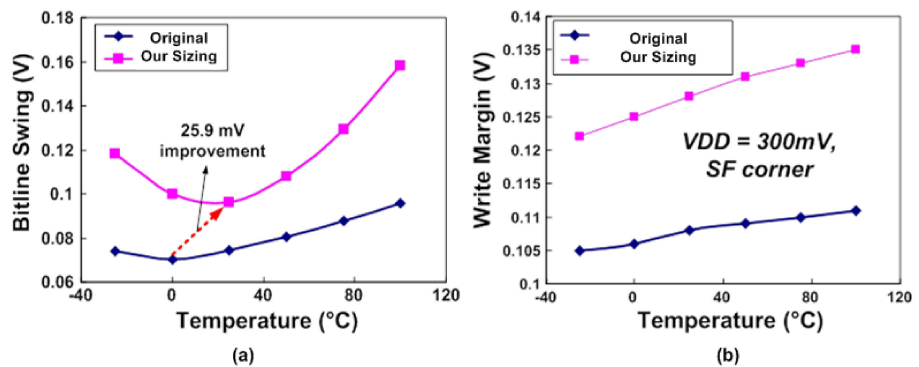 0.18
0.16
0.14
0.12
0.1
0.08
0.06
-40
0
40
80
120
Bitline Swing (V)
Temperature (°C)
Original
Our Sizing
25.9 mV
improvement
(a)
0.14
0.135
0.13
0.125
0.12
0.115
0.11
0.105
0.1
-40
0
40
80
120
Write Margin (V)
Temperature (°C)
Original
Our Sizing
VDD = 300mV,
SF corner
(b)